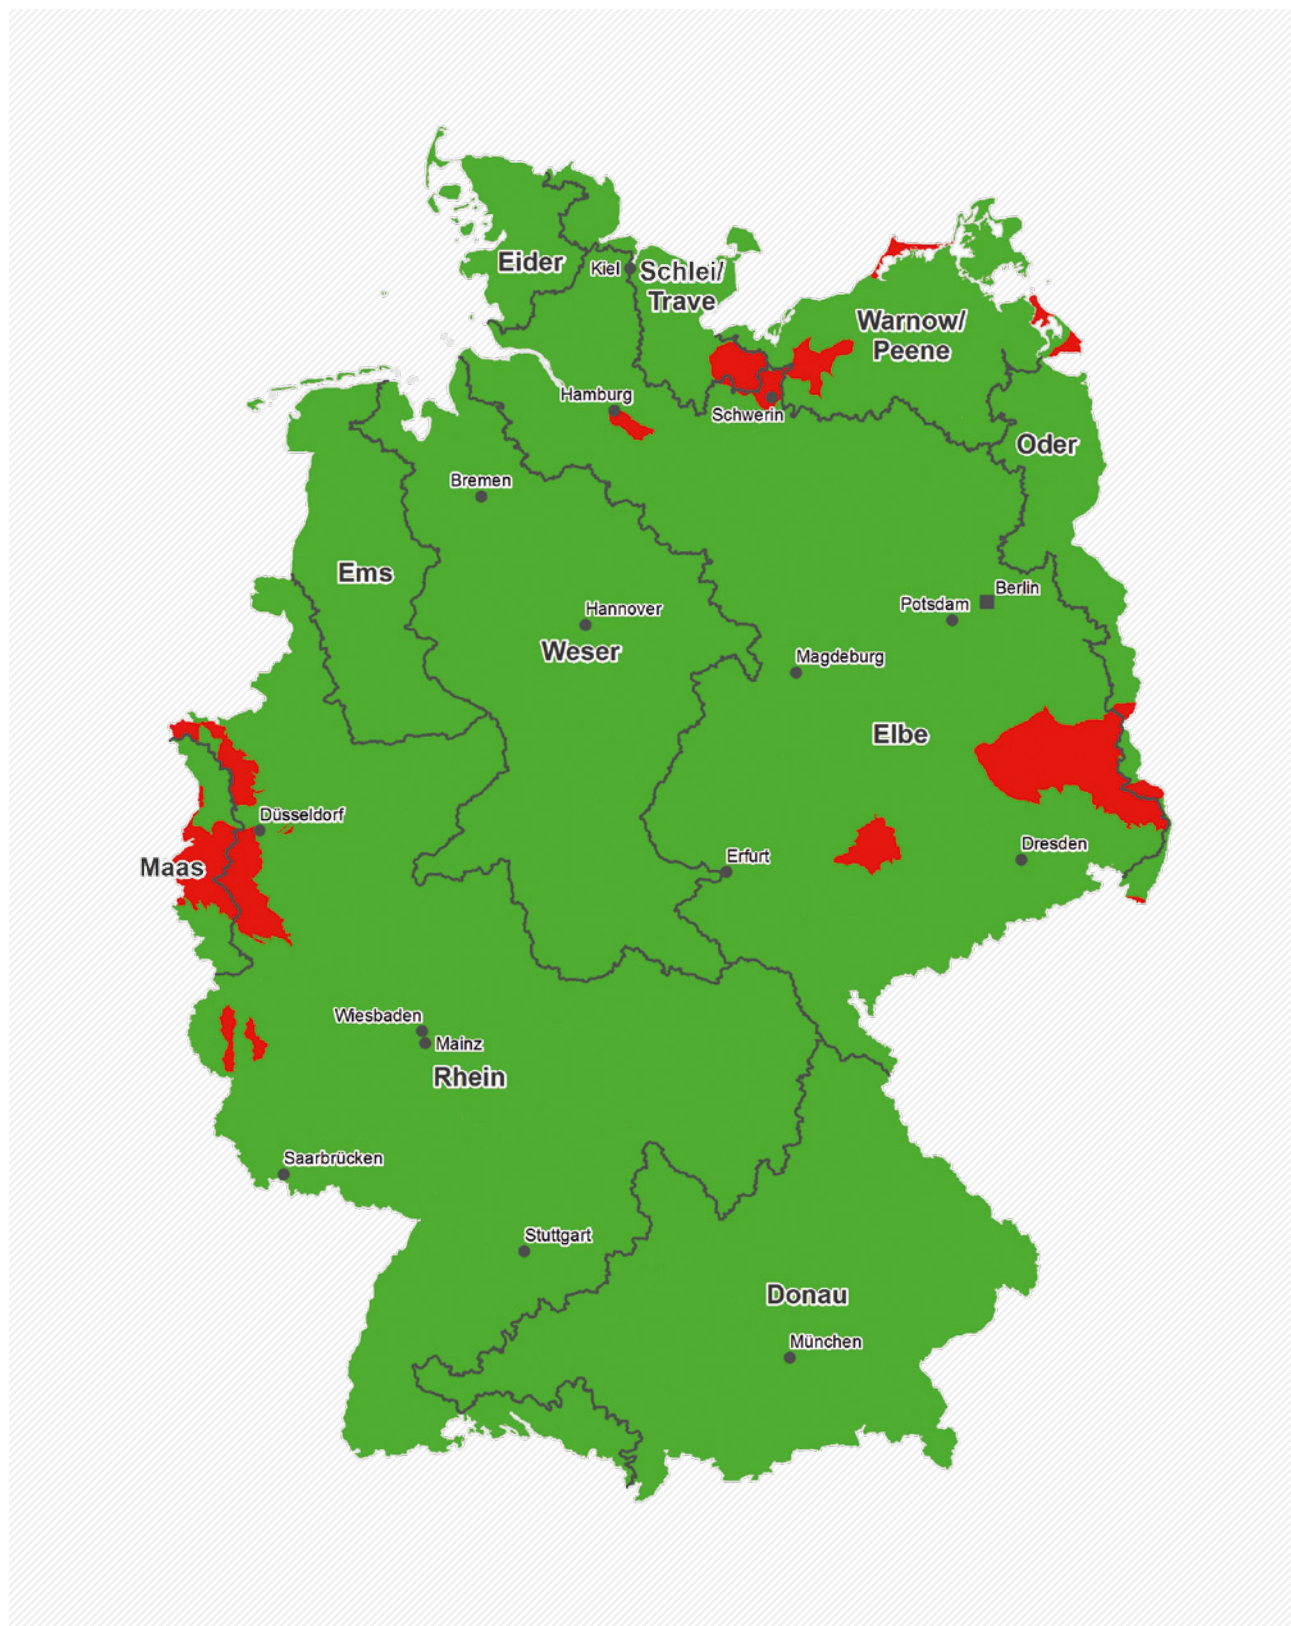 Eider
Kiel
Schlei/
Trave
Warnow/
Peene
Hamburg
Schwerin
Oder
Bremen
Ems
Berlin
Potsdam
Hannover
Weser
Magdeburg
Elbe
Düsseldorf
Dresden
Maas
Erfurt
Wiesbaden
Mainz
Rhein
Saarbrücken
Stuttgart
Donau
München